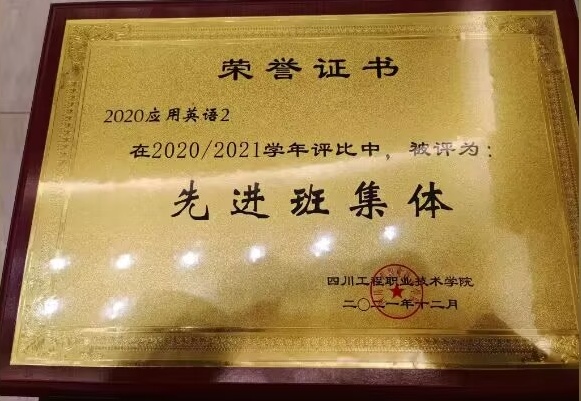 荣誉证书
2020应用英语2
在2020/2021学年评比中，被评为：
先进班集体
四川工程职业技术学院
二〇二一年十二月